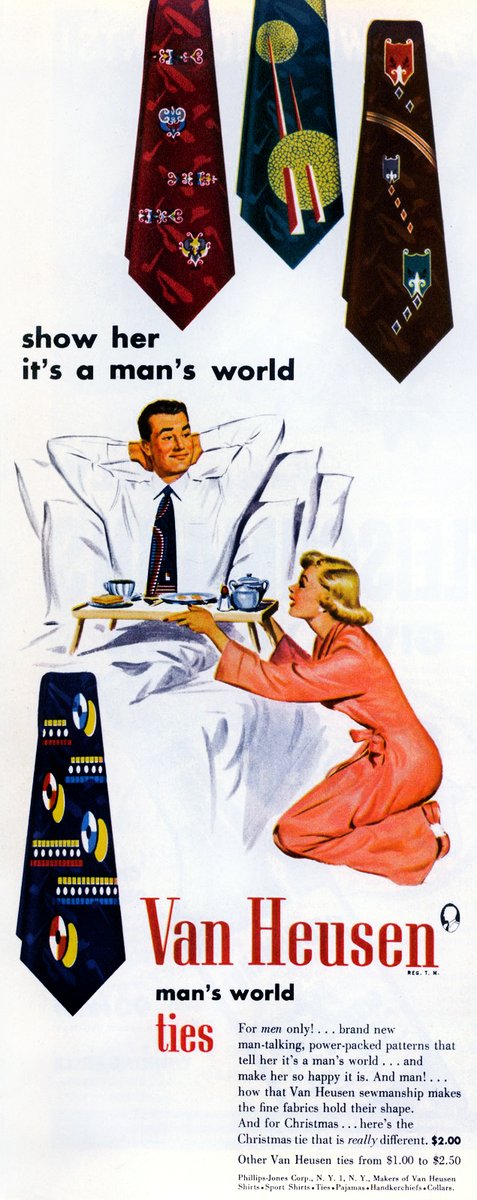 show her
it's a man's world
Van Heusen
REG. T. M.
man's world
ties
For men only! . . . brand new
man-talking, power-packed patterns that
tell her it's a man's world . . . and
make her so happy it is. And man! . . .
how that Van Heusen sewmanship makes
the fine fabrics hold their shape.
And for Christmas . . . here's the
Christmas tie that is really different. $2.00
Other Van Heusen ties from $1.00 to $2.50
Phillips-Jones Corp., N. Y. 1, N. Y., Makers of Van Heusen
Shirts • Sport Shirts • Ties • Pajamas • Handkerchiefs • Collars.